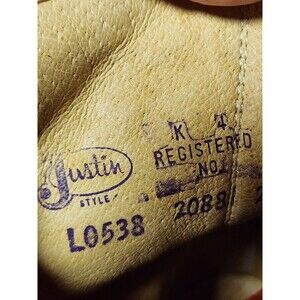 K 4
Justin REGISTERED
STYLE NO.
L0538 2088